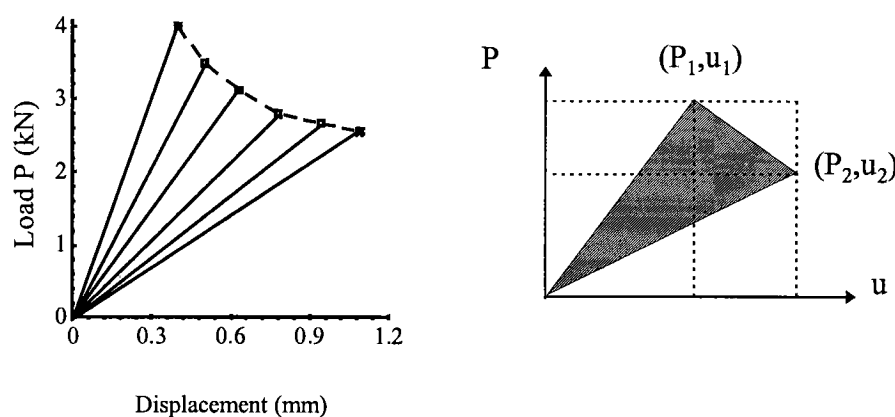 4
3
2
1
0
Load P (kN)
0 0.3 0.6 0.9 1.2
Displacement (mm)
P
(P₁,u₁)
(P₂,u₂)
u